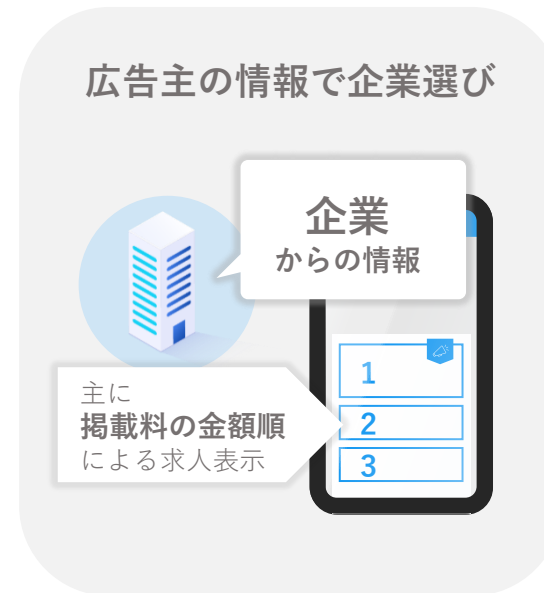 広告主の情報で企業選び
企業
からの情報
主に
掲載料の金額順
による求人表示
1
2
3